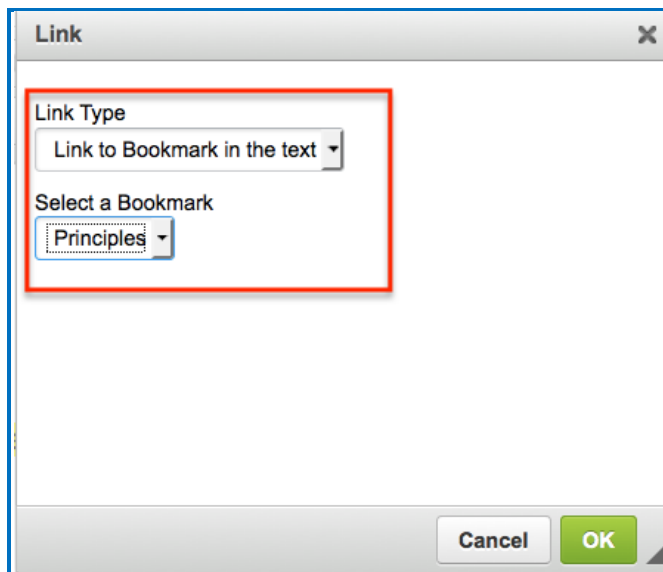 Link
Link Type
Link to Bookmark in the text
Select a Bookmark
Principles
Cancel
OK